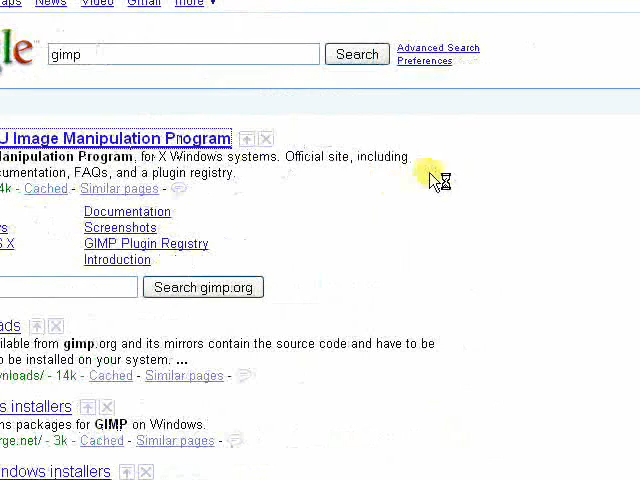 aps News Video Gmail more ▼
gle™
gimp Search Advanced Search
Preferences
U Image Manipulation Program
Manipulation Program, for X Windows systems. Official site, including
cumentation, FAQs, and a plugin registry.
4k - Cached - Similar pages -
Documentation
ws Screenshots
S X GIMP Plugin Registry
Introduction
Search gimp.org
ads
ilable from gimp.org and its mirrors contain the source code and have to be
o be installed on your system. ...
wnloads/ - 14k - Cached - Similar pages -
s installers
ns packages for GIMP on Windows.
rge.net/ - 3k - Cached - Similar pages -
ndows installers